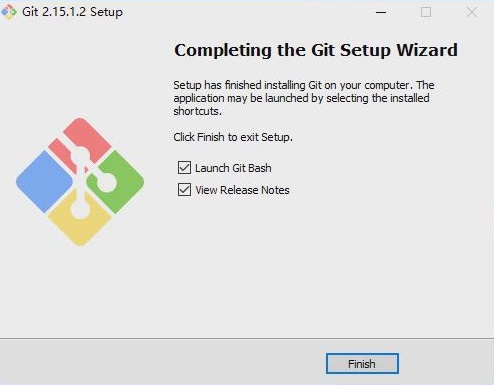 Git 2.15.1.2 Setup
Completing the Git Setup Wizard
Setup has finished installing Git on your computer. The
application may be launched by selecting the installed
shortcuts.
Click Finish to exit Setup.
Launch Git Bash
View Release Notes
Finish